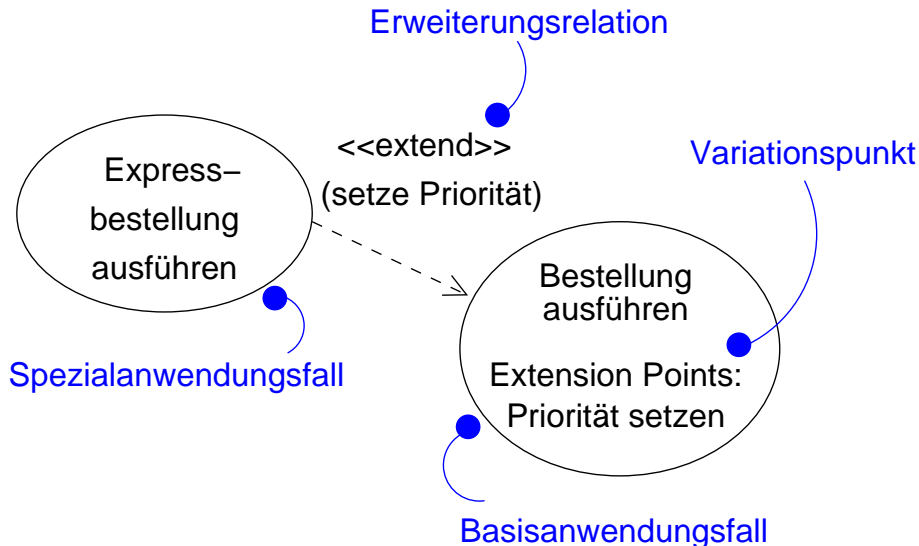 Erweiterungsrelation
<<extend>>
(setze Priorität)
Variationspunkt
Express–
bestellung
ausführen
Bestellung
ausführen
Extension Points:
Priorität setzen
Spezialanwendungsfall
Basisanwendungsfall